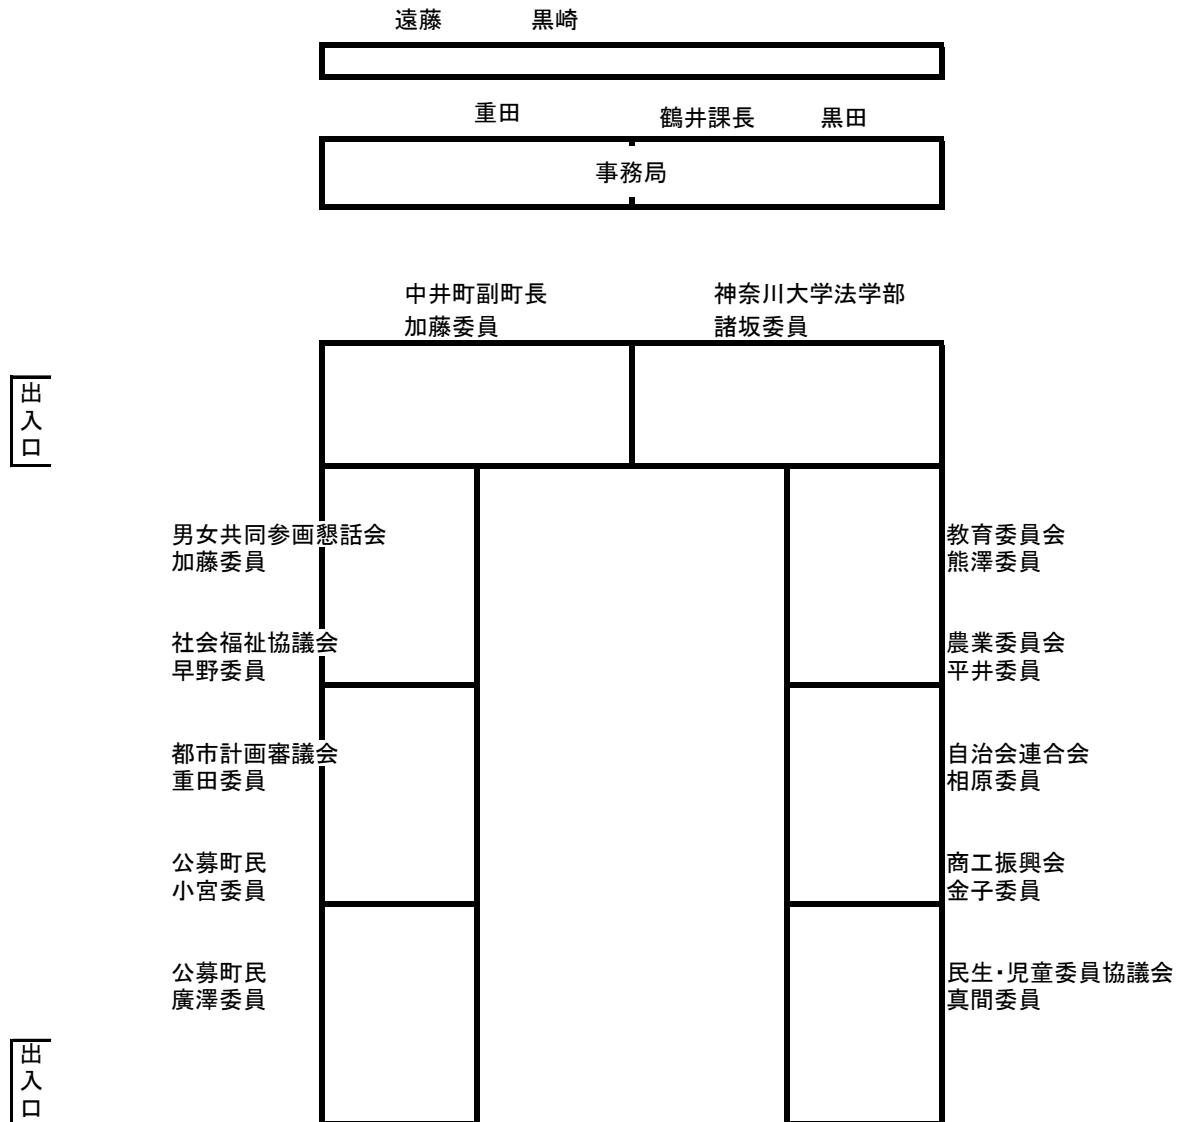 遠藤 黒崎
重田 鶴井課長 黒田
事務局
中井町副町長 神奈川大学法学部
加藤委員 諸坂委員
出入口
男女共同参画懇話会 教育委員会
加藤委員 熊澤委員
社会福祉協議会 農業委員会
早野委員 平井委員
都市計画審議会 自治会連合会
重田委員 相原委員
公募町民 商工振興会
小宮委員 金子委員
公募町民 民生・児童委員協議会
廣澤委員 真間委員
出入口